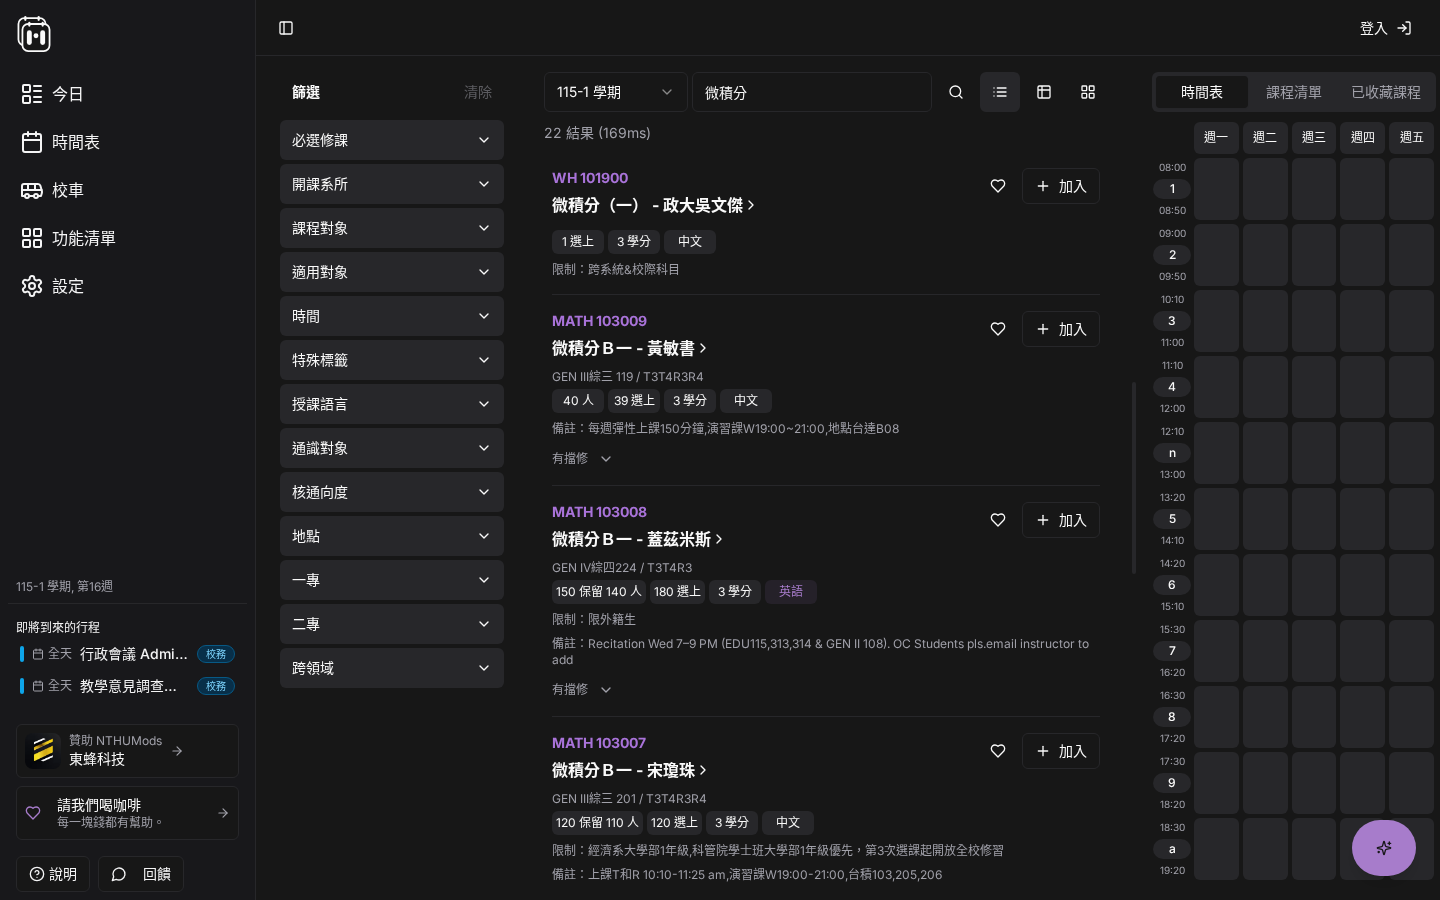 今日
時間表
校車
功能清單
設定
115-1 學期, 第16週
即將到來的行程
全天 行政會議 Admi... 校務
全天 教學意見調查... 校務
贊助 NTHUMods
東蜂科技
請我們喝咖啡
每一塊錢都有幫助。
說明
回饋
登入
篩選
清除
必選修課
開課系所
課程對象
適用對象
時間
特殊標籤
授課語言
通識對象
核通向度
地點
一專
二專
跨領域
115-1 學期
微積分
22 結果 (169ms)
WH 101900
微積分（一） - 政大吳文傑
加入
1 選上
3 學分
中文
限制：跨系統&校際科目
MATH 103009
微積分Ｂ一 - 黃敏書
加入
GEN III綜三 119 / T3T4R3R4
40 人
39 選上
3 學分
中文
備註：每週彈性上課150分鐘,演習課W19:00~21:00,地點台達B08
有擋修
MATH 103008
微積分Ｂ一 - 蓋茲米斯
加入
GEN IV綜四224 / T3T4R3
150 保留 140 人
180 選上
3 學分
英語
限制：限外籍生
備註：Recitation Wed 7–9 PM (EDU115,313,314 & GEN II 108). OC Students pls.email instructor to
add
有擋修
MATH 103007
微積分Ｂ一 - 宋瓊珠
加入
GEN III綜三 201 / T3T4R3R4
120 保留 110 人
120 選上
3 學分
中文
限制：經濟系大學部1年級,科管院學士班大學部1年級優先，第3次選課起開放全校修習
備註：上課T和R 10:10-11:25 am,演習課W19:00-21:00,台積103,205,206
時間表
課程清單
已收藏課程
週一
週二
週三
週四
週五
08:00
1
08:50
09:00
2
09:50
10:10
3
11:00
11:10
4
12:00
12:10
n
13:00
13:20
5
14:10
14:20
6
15:10
15:30
7
16:20
16:30
8
17:20
17:30
9
18:20
18:30
a
19:20